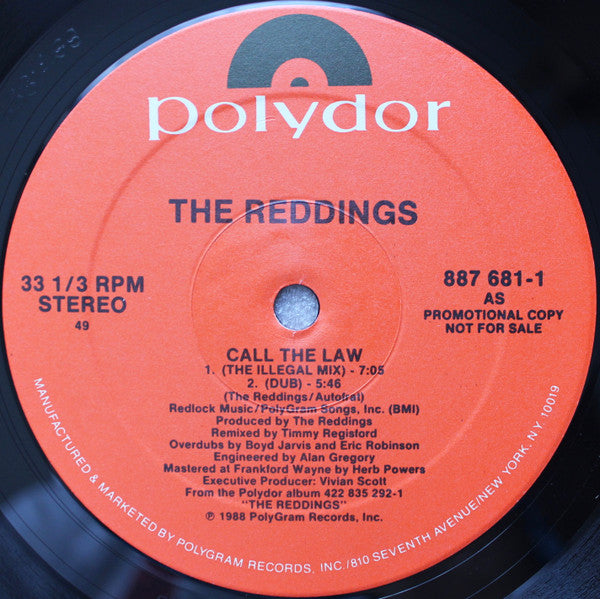 polydor
THE REDDINGS
33 1/3 RPM
STEREO
49
887 681-1
AS
PROMOTIONAL COPY
NOT FOR SALE
CALL THE LAW
1. (THE ILLEGAL MIX) - 7:05
2. (DUB) - 5:46
(The Reddings/Autofral)
Redlock Music/PolyGram Songs, Inc. (BMI)
Produced by The Reddings
Remixed by Timmy Regisford
Overdubs by Boyd Jarvis and Eric Robinson
Engineered by Alan Gregory
Mastered at Frankford Wayne by Herb Powers
Executive Producer: Vivian Scott
From the Polydor album 422 835 292-1
"THE REDDINGS"
℗ 1988 PolyGram Records, Inc.
MANUFACTURED & MARKETED BY POLYGRAM RECORDS, INC./810 SEVENTH AVENUE/NEW YORK, N.Y. 10019